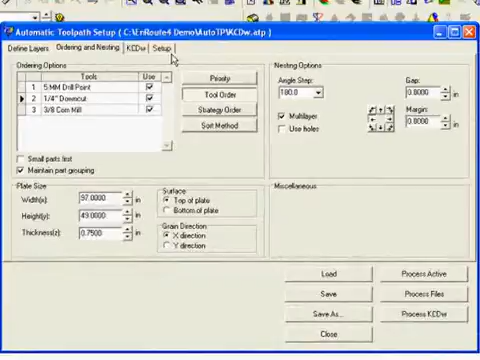 Automatic Toolpath Setup ( C:\EnRoute4 Demo\AutoTP\KCDw.atp )
Define Layers Ordering and Nesting KCDw Setup
Ordering Options
Tools Use
1 5 MM Drill Point
2 1/4" Downcut
3 3/8 Com Mill
Small parts first
Maintain part grouping
Priority
Tool Order
Strategy Order
Sort Method
Nesting Options
Angle Step: Gap:
180.0 0.8000 in
Multilayer
Use holes
Margin:
0.8000 in
Plate Size
Width(x): 97.0000 in
Height(y): 49.0000 in
Thickness(z): 0.7500 in
Surface
Top of plate
Bottom of plate
Grain Direction
X direction
Y direction
Miscellaneous
Load Process Active
Save Process Files
Save As... Process KCDw
Close